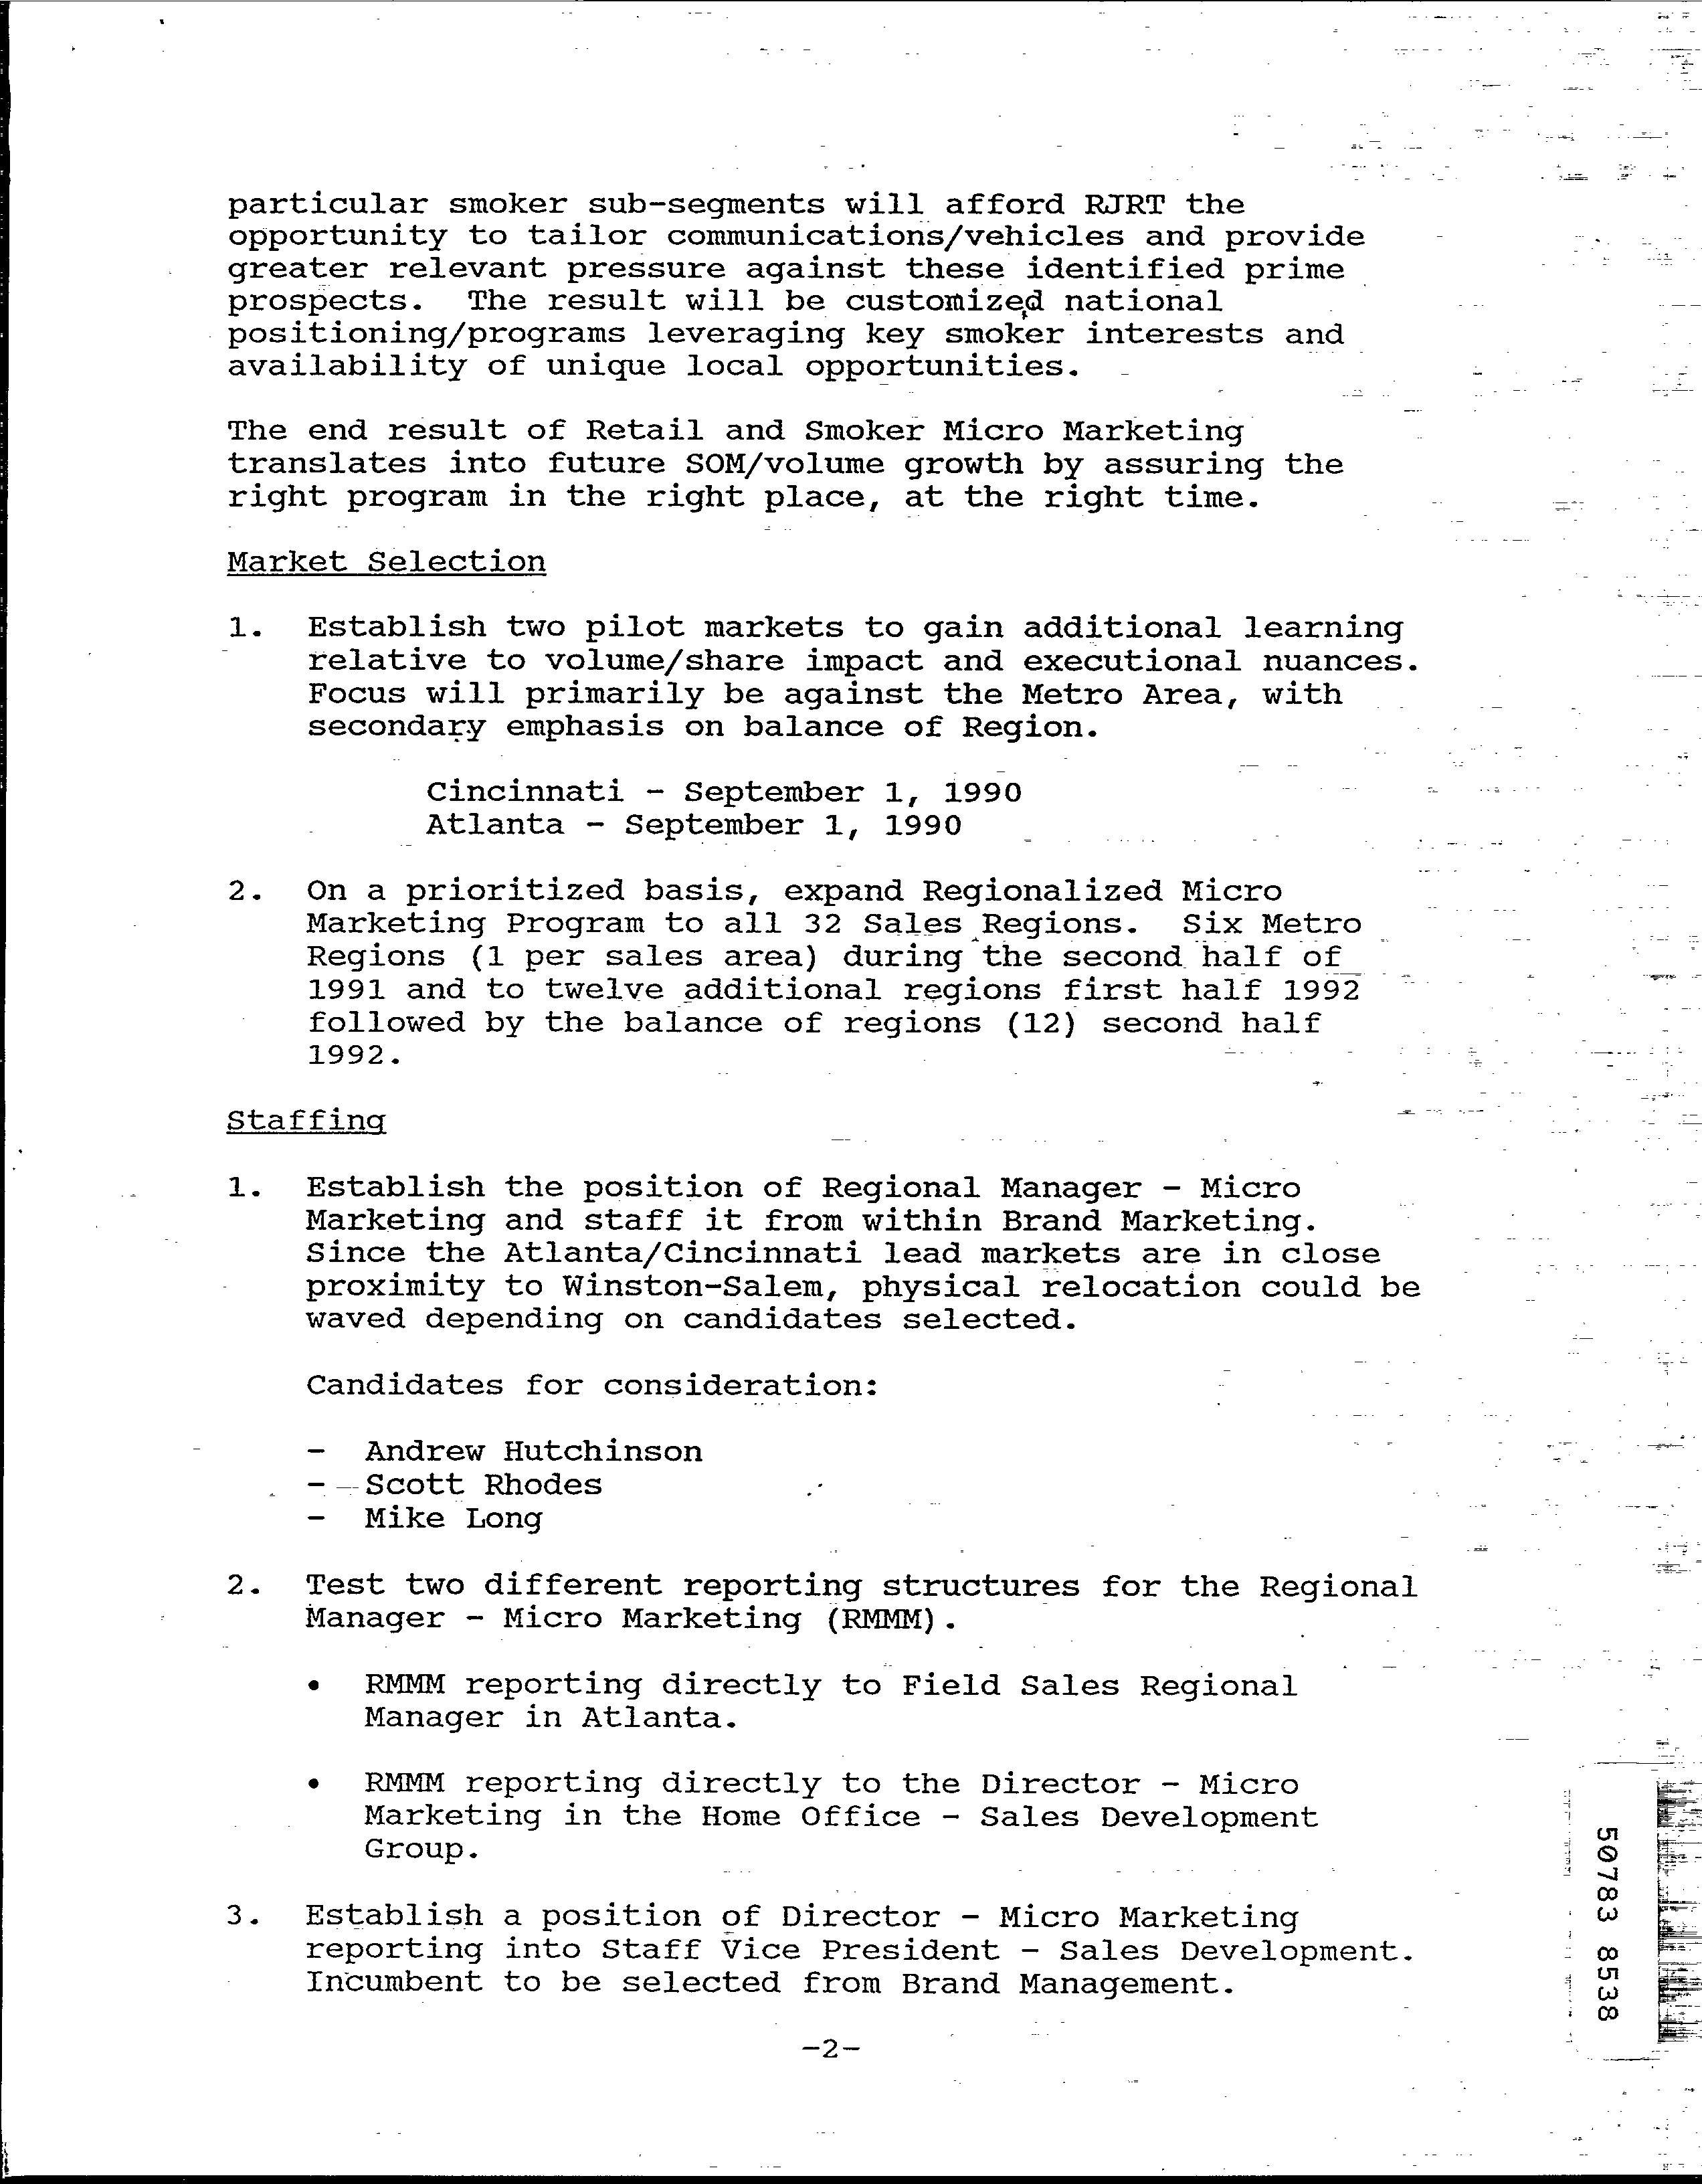 particular smoker sub-segments will afford RJRT the
opportunity to tailor communications/vehicles and provide
greater relevant pressure against these identified prime
prospects.  The result will be customized national
positioning/programs leveraging key smoker interests and
availability of unique local opportunities.
The end result of Retail and Smoker Micro Marketing
translates into future SOM/volume growth by assuring the
right program in the right place, at the right time.
Market Selection
1.  Establish two pilot markets to gain additional learning
relative to volume/share impact and executional nuances.
Focus will primarily be against the Metro Area, with
secondary emphasis on balance of Region.
Cincinnati - September 1, 1990
Atlanta - September 1, 1990
2.  On a prioritized basis, expand Regionalized Micro
Marketing Program to all 32 Sales Regions.  Six Metro
Regions (1 per sales area) during the second half of
1991 and to twelve additional regions first half 1992
followed by the balance of regions (12) second half
1992.
Staffing
1.  Establish the position of Regional Manager - Micro
Marketing and staff it from within Brand Marketing.
Since the Atlanta/Cincinnati lead markets are in close
proximity to Winston-Salem, physical relocation could be
waved depending on candidates selected.
Candidates for consideration:
-  Andrew Hutchinson
-  Scott Rhodes
-  Mike Long
2.  Test two different reporting structures for the Regional
Manager - Micro Marketing (RMMM).
•  RMMM reporting directly to Field Sales Regional
Manager in Atlanta.
•  RMMM reporting directly to the Director - Micro
Marketing in the Home Office - Sales Development
Group.
3.  Establish a position of Director - Micro Marketing
reporting into Staff Vice President - Sales Development.
Incumbent to be selected from Brand Management.
-2-
50783 8538